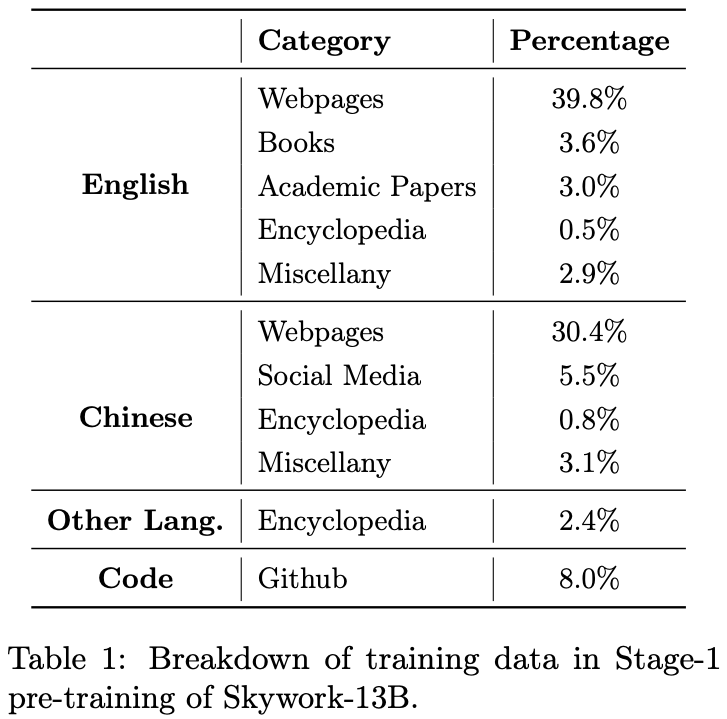 Category Percentage
Webpages 39.8%
Books 3.6%
English Academic Papers 3.0%
Encyclopedia 0.5%
Miscellany 2.9%
Webpages 30.4%
Social Media 5.5%
Chinese Encyclopedia 0.8%
Miscellany 3.1%
Other Lang. Encyclopedia 2.4%
Code Github 8.0%
Table 1: Breakdown of training data in Stage-1
pre-training of Skywork-13B.